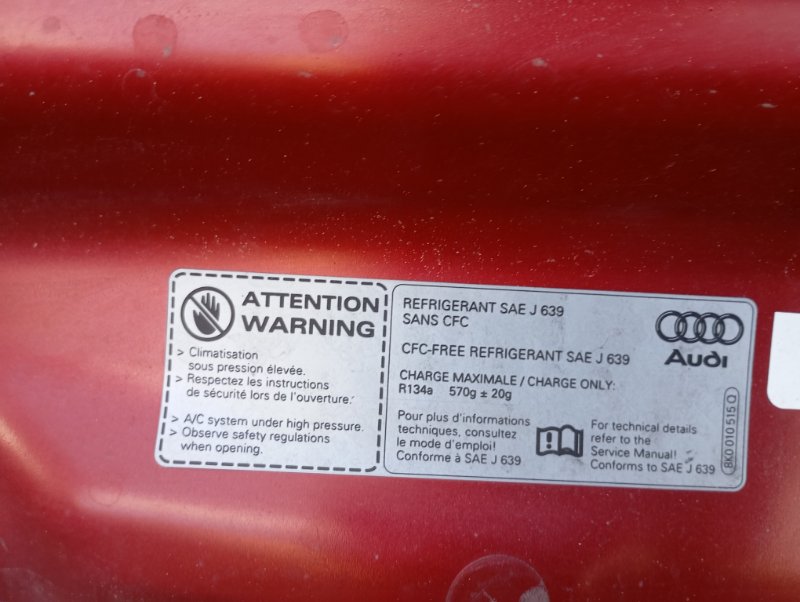 ATTENTION
WARNING
> Climatisation
sous pression élevée.
> Respectez les instructions
de sécurité lors de l'ouverture.
> A/C system under high pressure.
> Observe safety regulations
when opening.
REFRIGERANT SAE J 639
SANS CFC
CFC-FREE REFRIGERANT SAE J 639
CHARGE MAXIMALE / CHARGE ONLY:
R134a 570g ± 20g
Pour plus d'informations
techniques, consultez
le mode d'emploi!
Conforme à SAE J 639
Audi
For technical details
refer to the
Service Manual!
Conforms to SAE J 639
8K0 010 515 Q